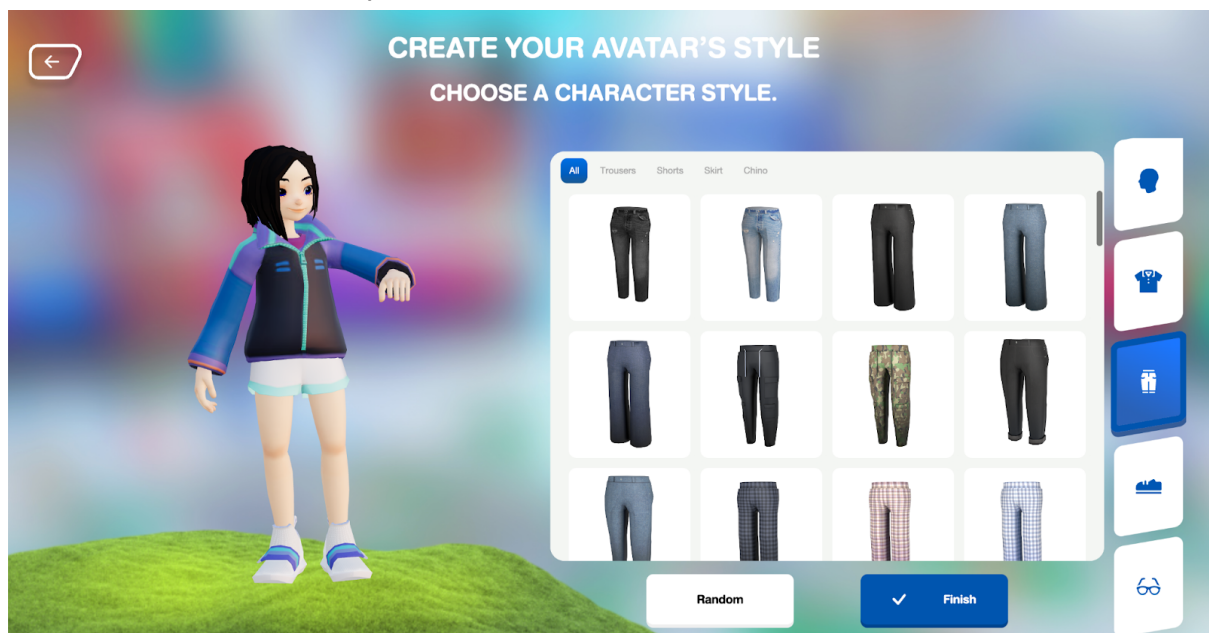 CREATE YOUR AVATAR'S STYLE
CHOOSE A CHARACTER STYLE.
All Trousers Shorts Skirt Chino
Random
Finish